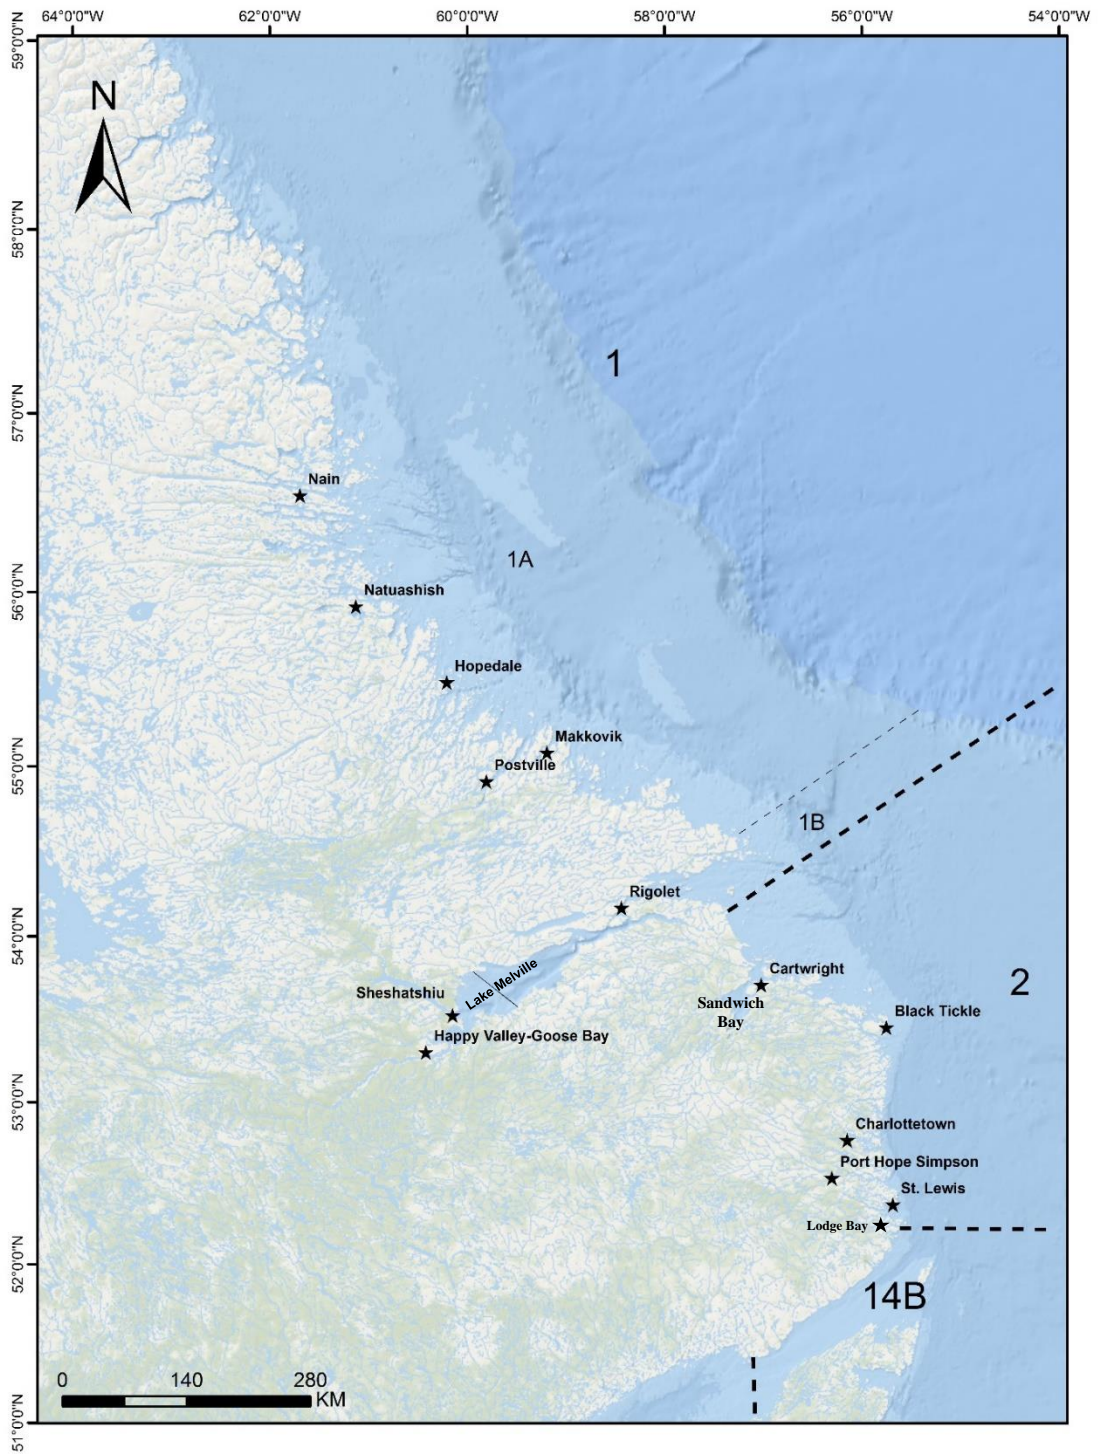 64°0'0"W 62°0'0"W 60°0'0"W 58°0'0"W 56°0'0"W 54°0'0"W
59°0'0"N
N
58°0'0"N
1
57°0'0"N
Nain
1A
56°0'0"N
Natuashish
Hopedale
Makkovik
55°0'0"N
Postville
1B
Rigolet
54°0'0"N
Cartwright
Lake Melville
2
Sheshatshiu
Sandwich
Bay
Black Tickle
Happy Valley-Goose Bay
53°0'0"N
Charlottetown
Port Hope Simpson
St. Lewis
Lodge Bay
52°0'0"N
14B
0 140 280
KM
51°0'0"N